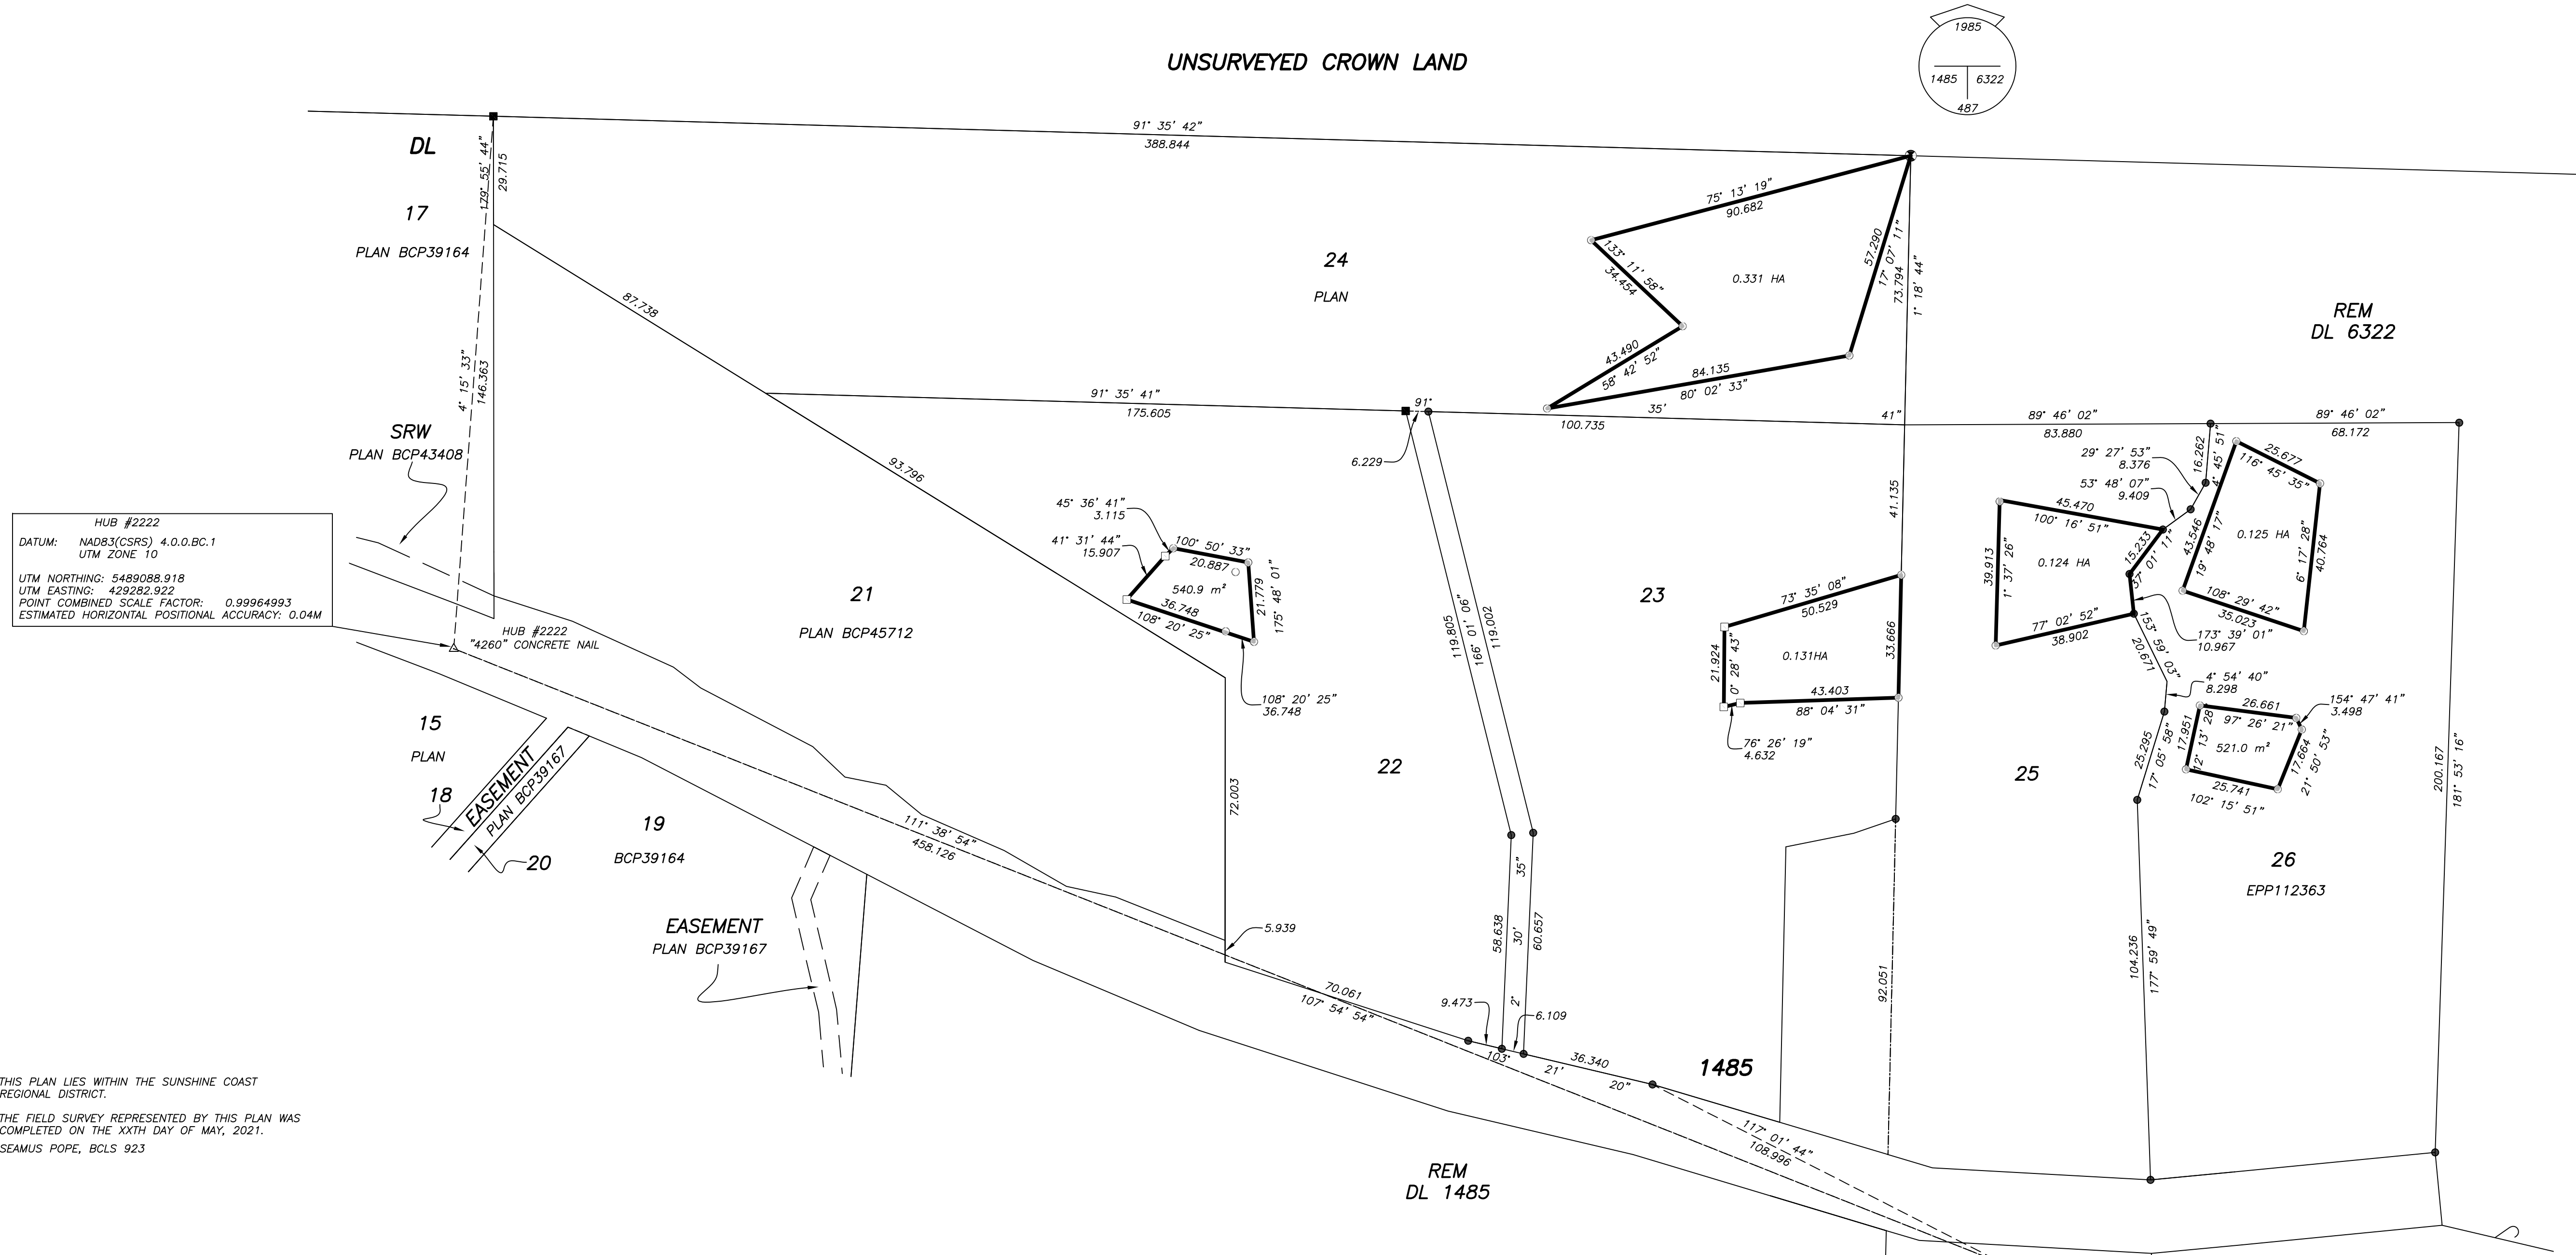 UNSURVEYED CROWN LAND
1985
1485 6322
487
91° 35' 42"
388.844
DL
17
PLAN BCP39164
179° 55' 44"
29.715
4° 15' 33"
146.363
87.738
24
PLAN
75° 13' 19"
90.682
133° 11' 58"
34.454
0.331 HA
57.290
17° 07' 11"
73.794
1° 18' 44"
43.490
58° 42' 52"
84.135
80° 02' 33"
REM
DL 6322
SRW
PLAN BCP43408
91° 35' 41"
175.605
91° 35' 41"
6.229
100.735
89° 46' 02"
83.880
89° 46' 02"
68.172
93.796
HUB #2222
DATUM: NAD83(CSRS) 4.0.0.BC.1
UTM ZONE 10
UTM NORTHING: 5489088.918
UTM EASTING: 429282.922
POINT COMBINED SCALE FACTOR: 0.99964993
ESTIMATED HORIZONTAL POSITIONAL ACCURACY: 0.04M
HUB #2222
"4260" CONCRETE NAIL
21
PLAN BCP45712
45° 36' 41"
3.115
41° 31' 44"
15.907
100° 50' 33"
20.887
540.9 m²
36.748
108° 20' 25"
21.779
175° 48' 01"
108° 20' 25"
36.748
119.805
166° 01' 06"
119.002
23
41.135
73° 35' 08"
50.529
21.924
0° 28' 43"
0.131HA
33.666
43.403
88° 04' 31"
76° 26' 19"
4.632
29° 27' 53"
8.376
53° 48' 07"
9.409
16.262
4° 45' 51"
45.470
100° 16' 51"
39.913
1° 37' 26"
0.124 HA
15.233
37° 01' 11"
77° 02' 52"
38.902
173° 39' 01"
10.967
25.677
116° 45' 35"
43.546
19° 48' 17"
0.125 HA
6° 17' 28"
40.764
108° 29' 42"
35.023
153° 59' 03"
20.671
4° 54' 40"
8.298
26.661
97° 26' 21"
154° 47' 41"
3.498
17.951
12° 13' 28"
521.0 m²
17.664
21° 50' 53"
25.741
102° 15' 51"
25.295
17° 05' 58"
25
22
72.003
200.167
181° 53' 16"
26
EPP112363
15
PLAN
18
EASEMENT
PLAN BCP39167
20
19
BCP39164
111° 38' 54"
458.126
EASEMENT
PLAN BCP39167
5.939
70.061
107° 54' 54"
58.638
2° 30' 35"
60.657
9.473
6.109
103° 21' 20"
36.340
1485
92.051
104.236
177° 59' 49"
117° 01' 44"
108.996
REM
DL 1485
THIS PLAN LIES WITHIN THE SUNSHINE COAST
REGIONAL DISTRICT.
THE FIELD SURVEY REPRESENTED BY THIS PLAN WAS
COMPLETED ON THE XXTH DAY OF MAY, 2021.
SEAMUS POPE, BCLS 923